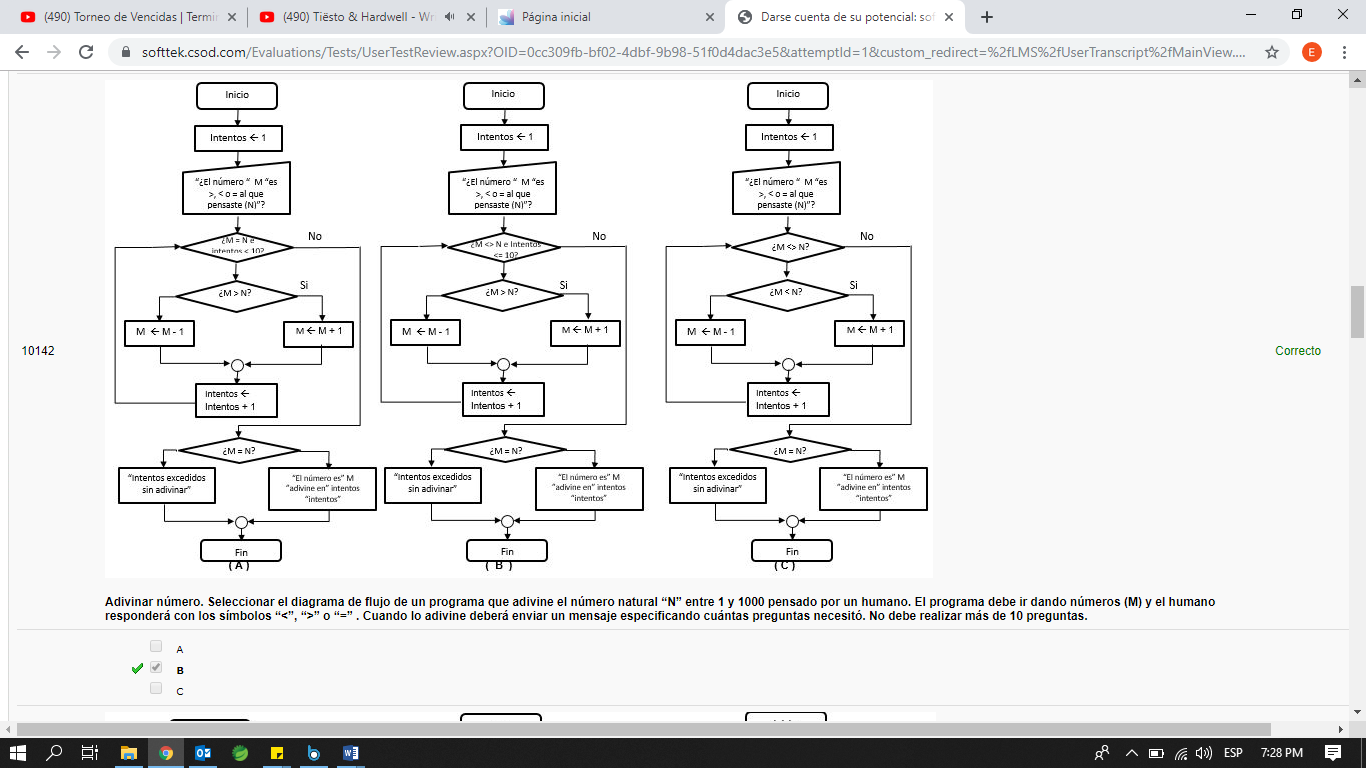 (490) Torneo de Vencidas | Termin
(490) Tiësto & Hardwell - Wri
Página inicial
Darse cuenta de su potencial: sof
softtek.csod.com/Evaluations/Tests/UserTestReview.aspx?OID=0cc309fb-bf02-4dbf-9b98-51f0d4dac3e5&attemptId=1&custom_redirect=%2fLMS%2fUserTranscript%2fMainView....
E
Inicio
Intentos ← 1
"¿El número " M "es
>, < o = al que
pensaste (N)"?
¿M = N e
intentos < 10?
No
¿M > N?
Si
M ← M - 1
M ← M + 1
Intentos ←
Intentos + 1
¿M = N?
"Intentos excedidos
sin adivinar"
"El número es" M
"adivine en" intentos
"intentos"
Fin
( A )
Inicio
Intentos ← 1
"¿El número " M "es
>, < o = al que
pensaste (N)"?
¿M <> N e Intentos
<= 10?
No
¿M > N?
Si
M ← M - 1
M ← M + 1
Intentos ←
Intentos + 1
¿M = N?
"Intentos excedidos
sin adivinar"
"El número es" M
"adivine en" intentos
"intentos"
Fin
( B )
Inicio
Intentos ← 1
"¿El número " M "es
>, < o = al que
pensaste (N)"?
¿M <> N?
No
¿M < N?
Si
M ← M - 1
M ← M + 1
Intentos ←
Intentos + 1
¿M = N?
"Intentos excedidos
sin adivinar"
"El número es" M
"adivine en" intentos
"intentos"
Fin
( C )
10142
Correcto
Adivinar número. Seleccionar el diagrama de flujo de un programa que adivine el número natural “N” entre 1 y 1000 pensado por un humano. El programa debe ir dando números (M) y el humano
responderá con los símbolos “<”, “>” o “=” . Cuando lo adivine deberá enviar un mensaje especificando cuántas preguntas necesitó. No debe realizar más de 10 preguntas.
A
B
C
ESP
7:28 PM